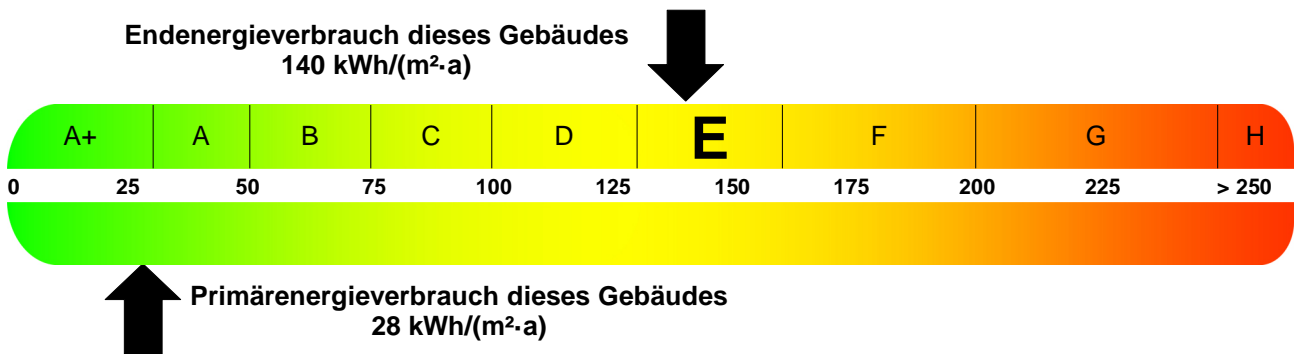 Endenergieverbrauch dieses Gebäudes
140 kWh/(m²·a)
A+ A B C D E F G H
0 25 50 75 100 125 150 175 200 225 > 250
Primärenergieverbrauch dieses Gebäudes
28 kWh/(m²·a)